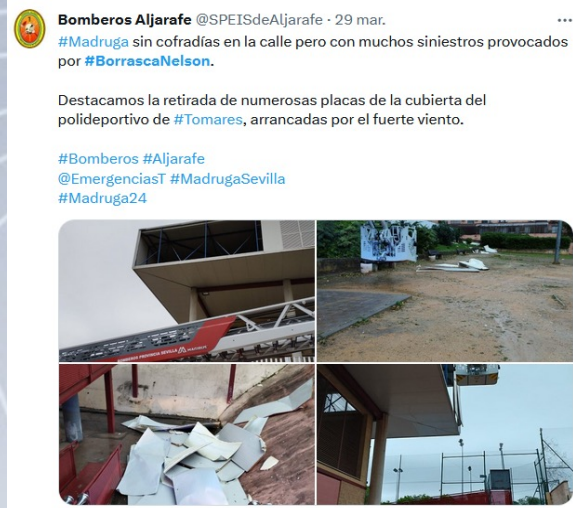 Bomberos Aljarafe @SPEISdeAljarafe · 29 mar.
#Madruga sin cofradías en la calle pero con muchos siniestros provocados
por #BorrascaNelson.
Destacamos la retirada de numerosas placas de la cubierta del
polideportivo de #Tomares, arrancadas por el fuerte viento.
#Bomberos #Aljarafe
@EmergenciasT #MadrugaSevilla
#Madruga24
BOMBEROS PROVINCIA SEVILLA